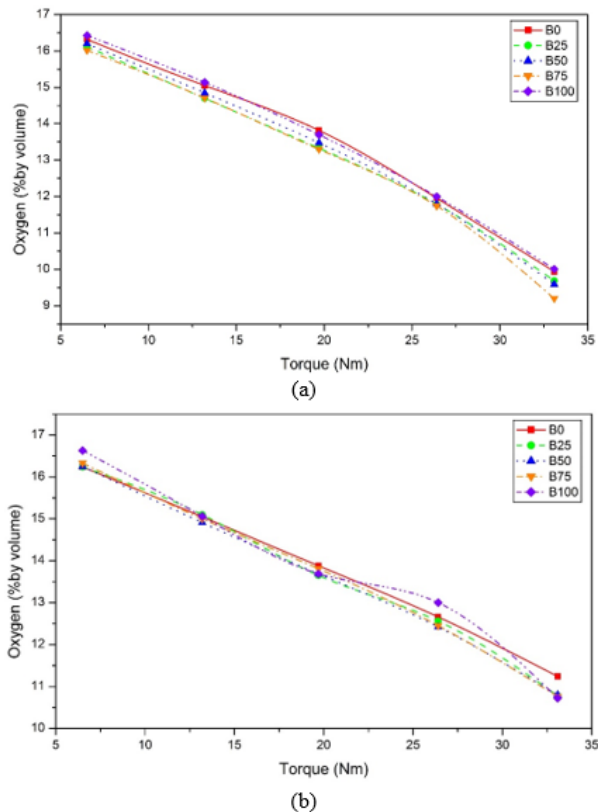 17
16
15
14
13
12
11
10
9
Oxygen (%by volume)
B0
B25
B50
B75
B100
5 10 15 20 25 30 35
Torque (Nm)
(a)
17
16
15
14
13
12
11
10
Oxygen (%by volume)
B0
B25
B50
B75
B100
5 10 15 20 25 30 35
Torque (Nm)
(b)